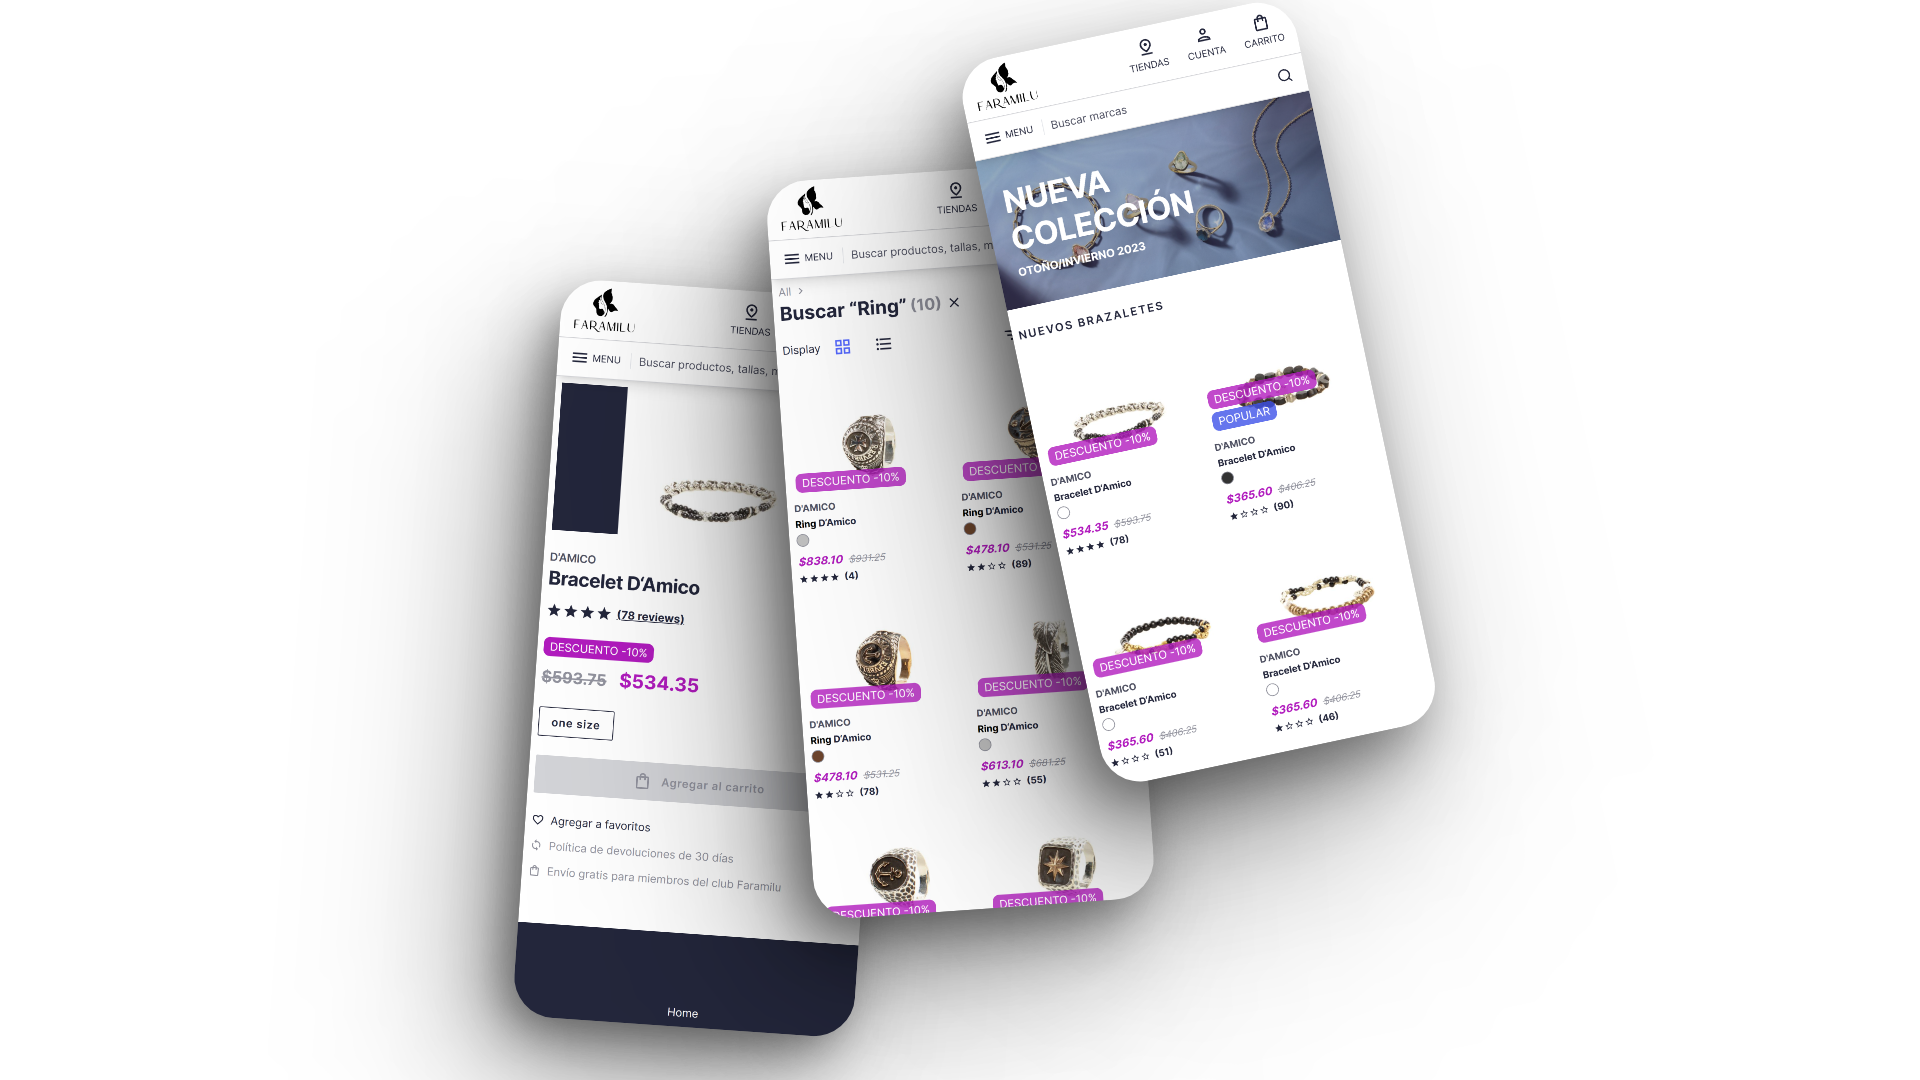 FARAMILU
TIENDAS
MENU
Buscar productos, tallas, m
D'AMICO
Bracelet D'Amico
(78 reviews)
DESCUENTO -10%
$593.75 $534.35
one size
Agregar al carrito
Agregar a favoritos
Política de devoluciones de 30 días
Envío gratis para miembros del club Faramilu
Home
FARAMILU
TIENDAS
MENU
Buscar productos, tallas, m
All >
Buscar “Ring” (10) ×
Display
DESCUENTO -10%
D'AMICO
Ring D'Amico
$838.10 $931.25
(4)
DESCUENTO
D'AMICO
Ring D'Amico
$478.10 $531.25
(89)
DESCUENTO -10%
D'AMICO
Ring D'Amico
$478.10 $531.25
(78)
DESCUENTO -10%
D'AMICO
Ring D'Amico
$613.10 $681.25
(55)
DESCUENTO -10%
DESCUENTO -10%
FARAMILU
TIENDAS
CUENTA
CARRITO
MENU
Buscar marcas
NUEVA
COLECCIÓN
OTOÑO/INVIERNO 2023
NUEVOS BRAZALETES
DESCUENTO -10%
D'AMICO
Bracelet D'Amico
$534.35 $593.75
(78)
DESCUENTO -10%
POPULAR
D'AMICO
Bracelet D'Amico
$365.60 $406.25
(90)
DESCUENTO -10%
D'AMICO
Bracelet D'Amico
$365.60 $406.25
(51)
DESCUENTO -10%
D'AMICO
Bracelet D'Amico
$365.60 $406.25
(46)